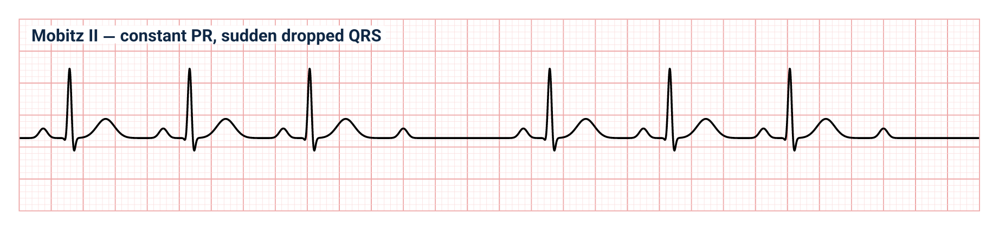 Mobitz II — constant PR, sudden dropped QRS